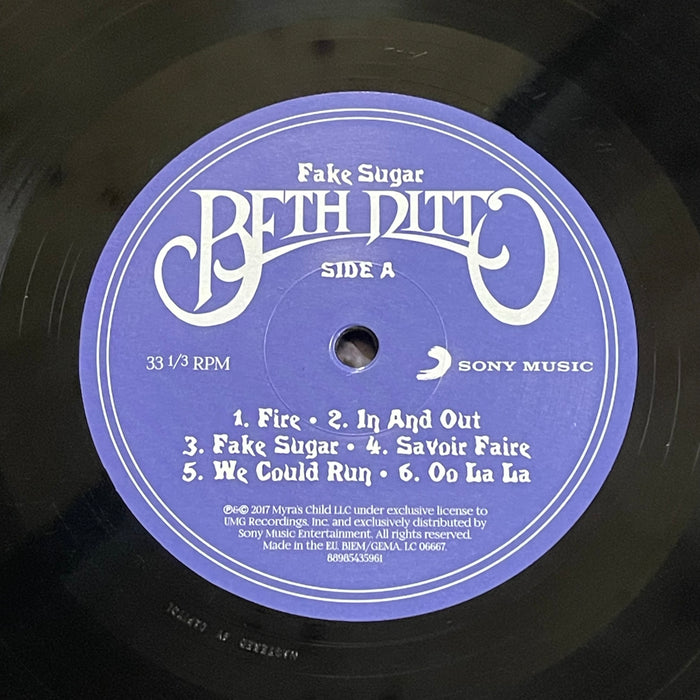 Fake Sugar
BETH DITTO
SIDE A
33 1/3 RPM
SONY MUSIC
1. Fire • 2. In And Out
3. Fake Sugar • 4. Savoir Faire
5. We Could Run • 6. Oo La La
℗&© 2017 Myra's Child LLC under exclusive license to
UMG Recordings, Inc. and exclusively distributed by
Sony Music Entertainment. All rights reserved.
Made in the EU. BIEM/GEMA. LC 06667.
88985435961
MASTERED BY CAPITOL